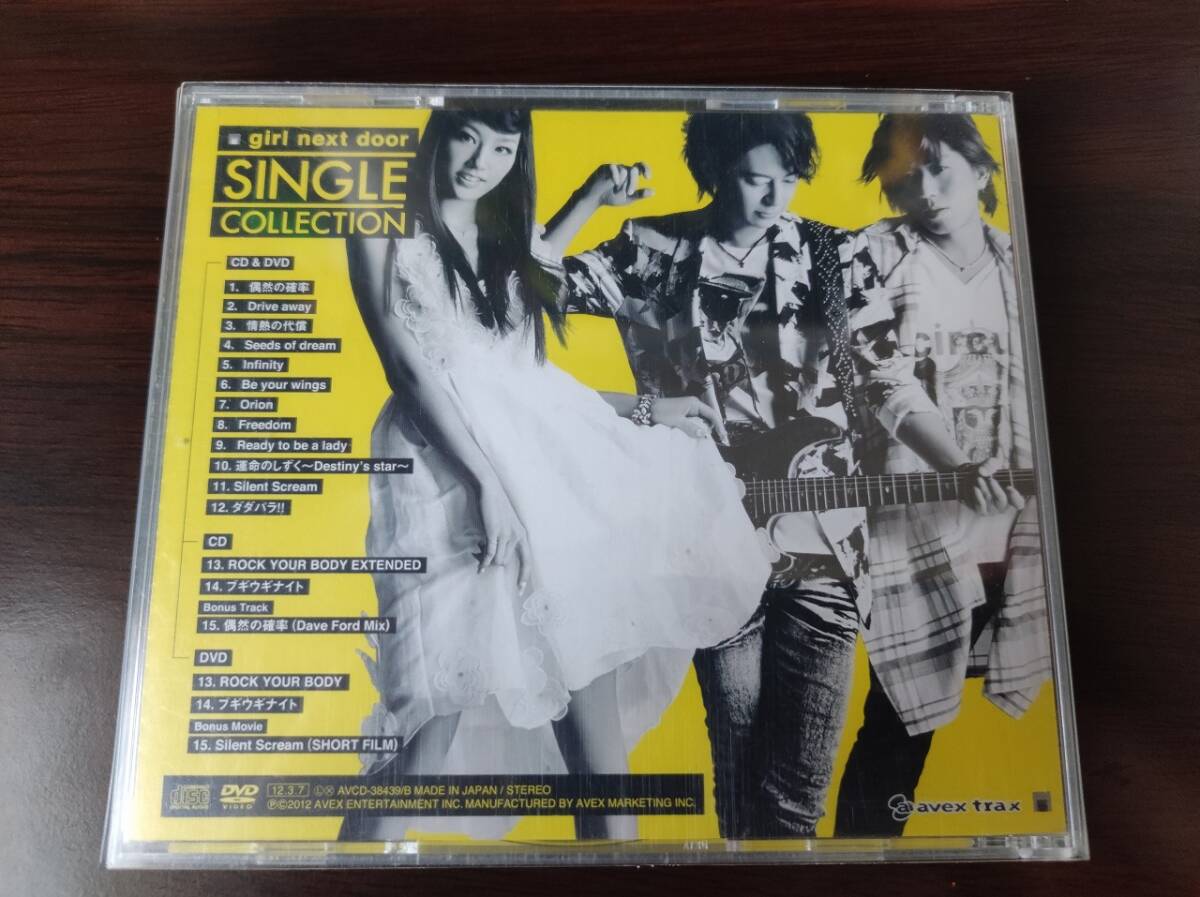 girl next door
SINGLE
COLLECTION
CD & DVD
1. 偶然の確率
2. Drive away
3. 情熱の代償
4. Seeds of dream
5. Infinity
6. Be your wings
7. Orion
8. Freedom
9. Ready to be a lady
10. 運命のしずく～Destiny's star～
11. Silent Scream
12. ダダパラ!!
CD
13. ROCK YOUR BODY EXTENDED
14. ブギウギナイト
Bonus Track
15. 偶然の確率 (Dave Ford Mix)
DVD
13. ROCK YOUR BODY
14. ブギウギナイト
Bonus Movie
15. Silent Scream (SHORT FILM)
disc DIGITAL AUDIO
DVD VIDEO
12.3.7 Ⓛ AVCD-38439/B MADE IN JAPAN / STEREO
Ⓟ©2012 AVEX ENTERTAINMENT INC. MANUFACTURED BY AVEX MARKETING INC.
a avex trax
circu